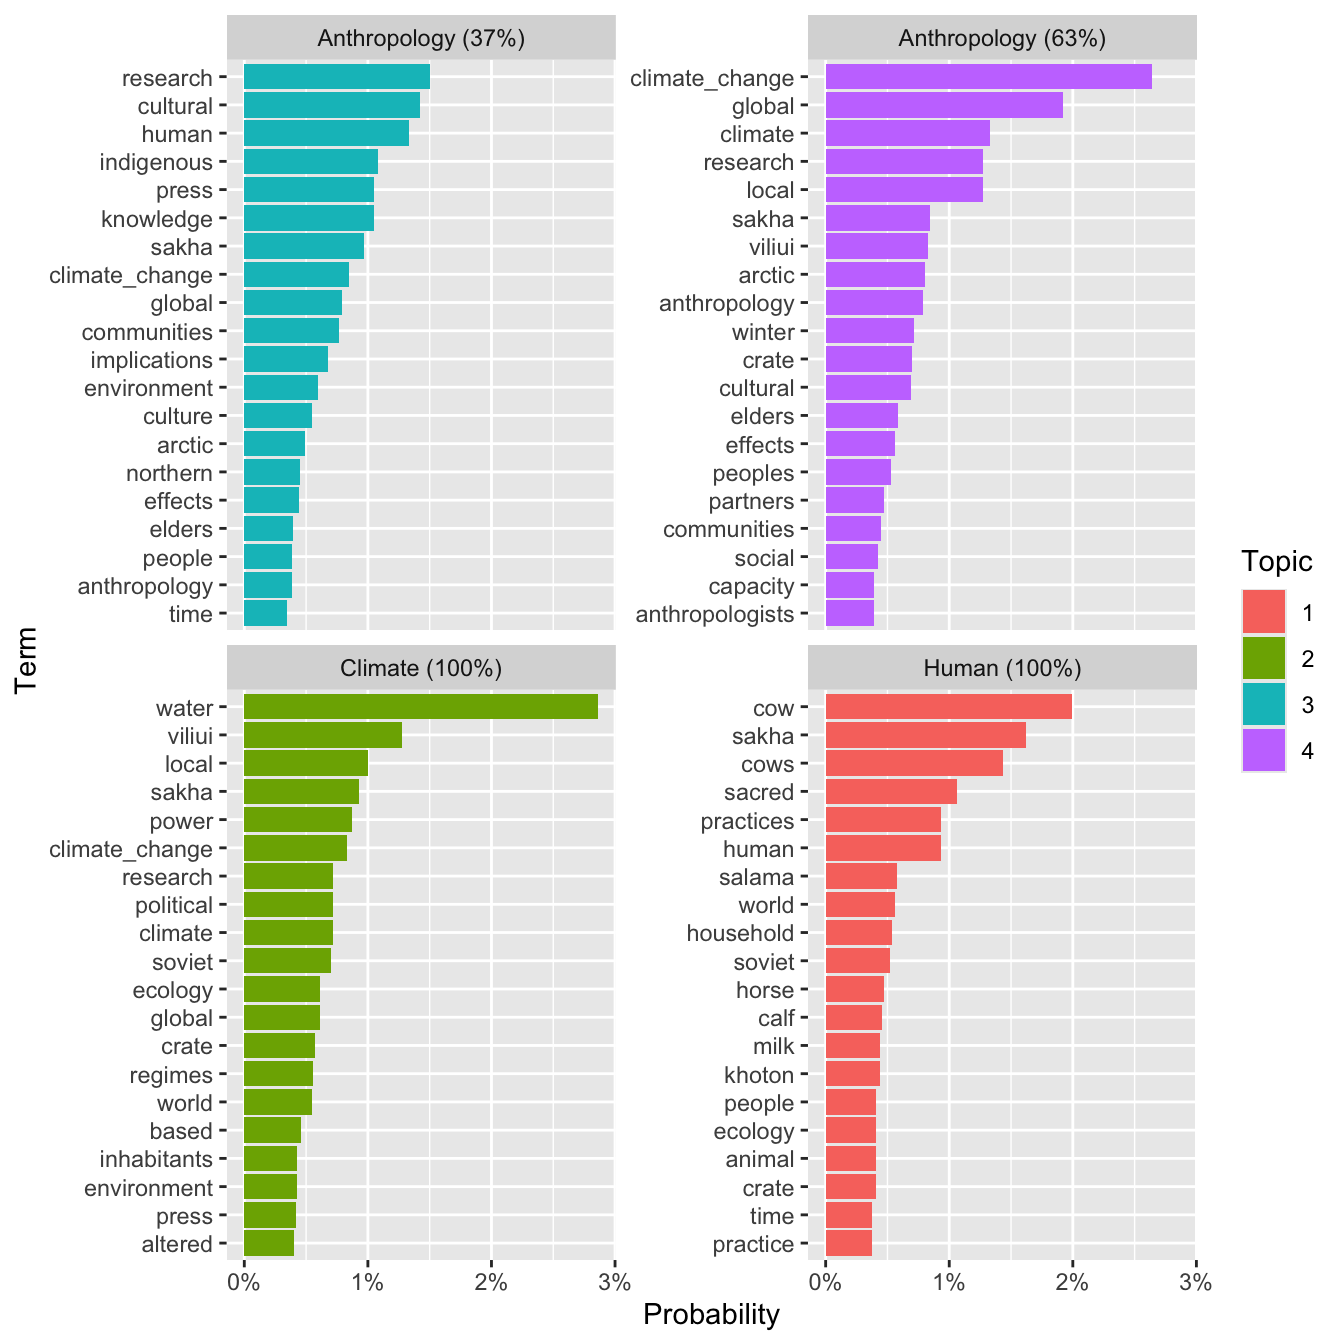 Anthropology (37%)
research
cultural
human
indigenous
press
knowledge
sakha
climate_change
global
communities
implications
environment
culture
arctic
northern
effects
elders
people
anthropology
time
Anthropology (63%)
climate_change
global
climate
research
local
sakha
viliui
arctic
anthropology
winter
crate
cultural
elders
effects
peoples
partners
communities
social
capacity
anthropologists
Climate (100%)
water
viliui
local
sakha
power
climate_change
research
political
climate
soviet
ecology
global
crate
regimes
world
based
inhabitants
environment
press
altered
0% 1% 2% 3%
Human (100%)
cow
sakha
cows
sacred
practices
human
salama
world
household
soviet
horse
calf
milk
khoton
people
ecology
animal
crate
time
practice
0% 1% 2% 3%
Term
Probability
Topic
1
2
3
4